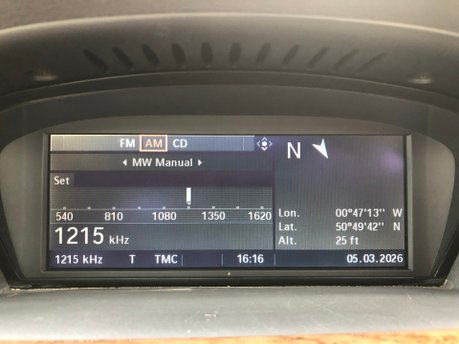 FM AM CD
MW Manual
N
Set
540 810 1080 1350 1620
1215 kHz
Lon. 00°47'13" W
Lat. 50°49'42" N
Alt. 25 ft
1215 kHz T TMC 16:16 05.03.2026